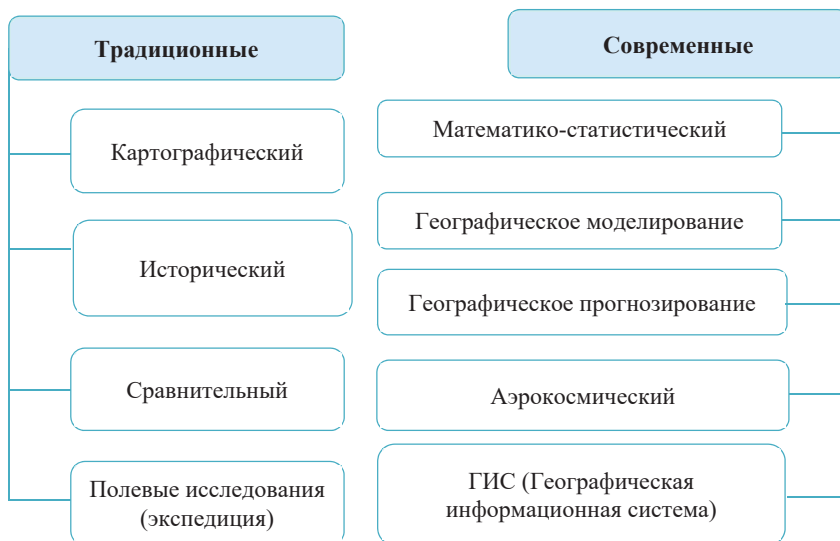 Традиционные
Картографический
Исторический
Сравнительный
Полевые исследования
(экспедиция)
Современные
Математико-статистический
Географическое моделирование
Географическое прогнозирование
Аэрокосмический
ГИС (Географическая
информационная система)